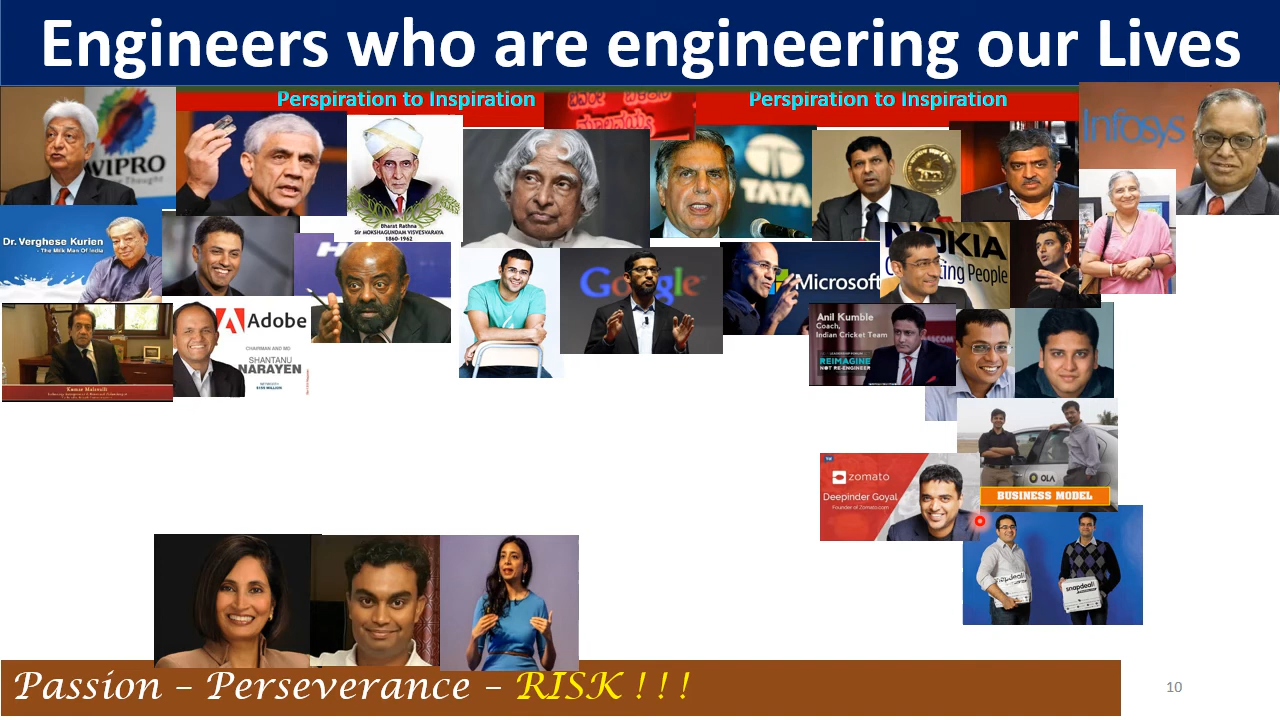 Engineers who are engineering our Lives
Perspiration to Inspiration
Perspiration to Inspiration
WIPRO
TATA
Infosys
Bharat Rathna
Sir MOKSHAGUNDAM VISVESVARAYA
1860-1962
Dr. Verghese Kurien
- The Milk Man Of India
H
Google
Microsoft
NOKIA
People
Kumar Malavalli
Adobe
CHAIRMAN AND MD
SHANTANU
NARAYEN
Anil Kumble
Coach,
Indian Cricket Team
REIMAGINE
NOT RE-ENGINEER
OLA
BUSINESS MODEL
zomato
Deepinder Goyal
Founder of Zomato.com
snapdeal
snapdeal
Passion – Perseverance – RISK ! ! !
10